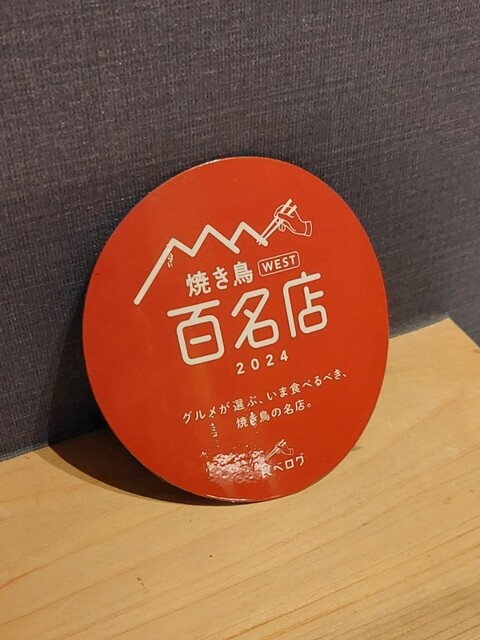 焼き鳥 WEST
百名店
2024
グルメが選ぶ、いま食べるべき、
焼き鳥の名店。
食べログ